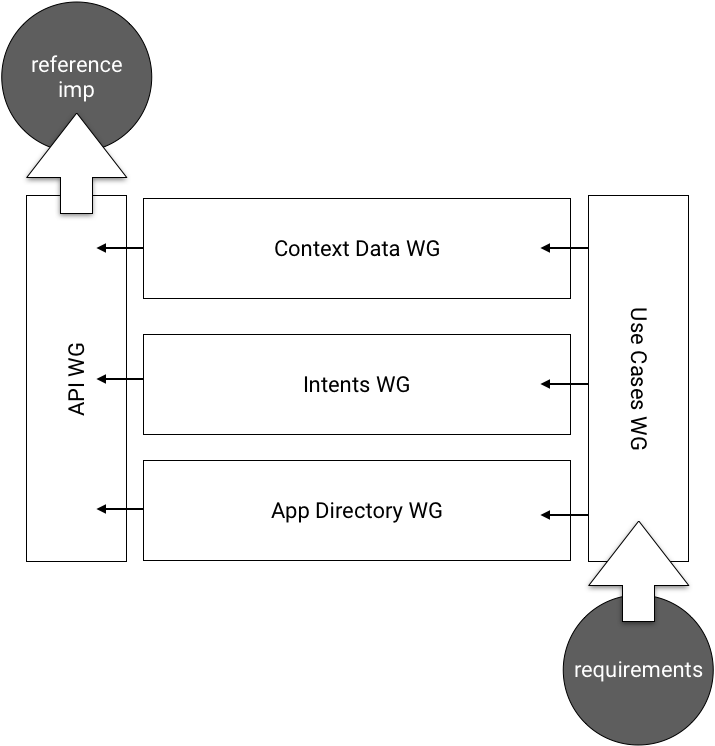 reference
imp
Context Data WG
API WG
Intents WG
Use Cases WG
App Directory WG
requirements